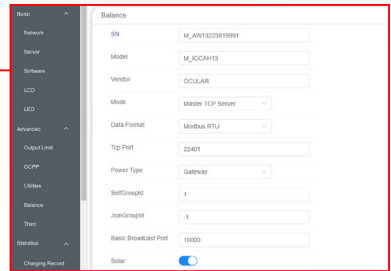 Basic
Network
Server
Software
LCD
LED
Advanced
Output Limit
OCPP
Utilities
Balance
Third
Statistics
Charging Record
Balance
SN M_AW13223819991
Model M_ICCAH13
Vendor OCULAR
Mode Master TCP Server
Data Format Modbus RTU
Tcp Port 22401
Power Type Gateway
SelfGroupId 1
JoinGroupId -1
Basic Broadcast Port 10000
Solar